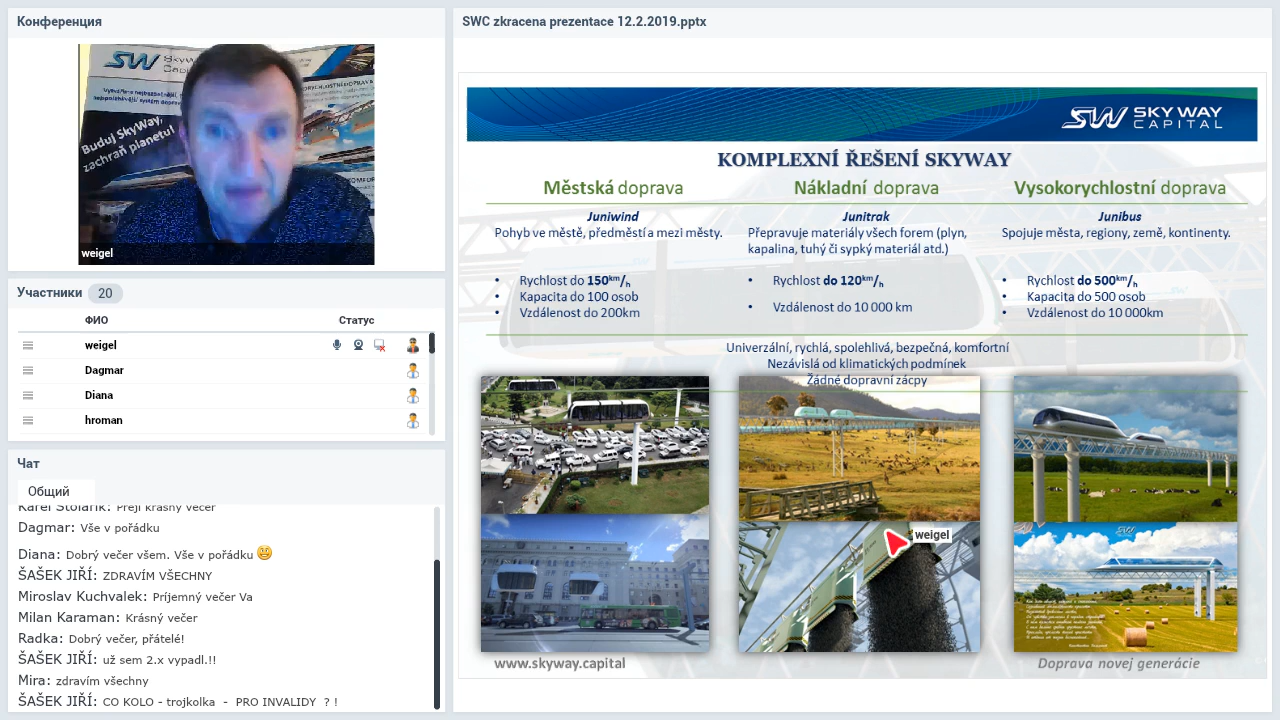 Конференция
SKYWAY CAPITAL
Buduj SkyWay,
zachraň planetu!
weigel
Участники 20
ФИО Статус
weigel
Dagmar
Diana
hroman
Чат
Общий
Karel Stolařík: Přeji krásný večer
Dagmar: Vše v pořádku
Diana: Dobrý večer všem. Vše v pořádku
ŠAŠEK JIŘÍ: ZDRAVÍM VŠECHNY
Miroslav Kuchvalek: Príjemný večer Va
Milan Karaman: Krásný večer
Radka: Dobrý večer, přátelé!
ŠAŠEK JIŘÍ: už sem 2.x vypadl.!!
Mira: zdravím všechny
ŠAŠEK JIŘÍ: CO KOLO - trojkolka - PRO INVALIDY ? !
SWC zkracena prezentace 12.2.2019.pptx
SW SKY WAY
CAPITAL
KOMPLEXNÍ ŘEŠENÍ SKYWAY
Městská doprava
Juniwind
Pohyb ve městě, předměstí a mezi městy.
• Rychlost do 150km/h
• Kapacita do 100 osob
• Vzdálenost do 200km
Nákladní doprava
Junitrak
Přepravuje materiály všech forem (plyn,
kapalina, tuhý či sypký materiál atd.)
• Rychlost do 120km/h
• Vzdálenost do 10 000 km
Vysokorychlostní doprava
Junibus
Spojuje města, regiony, země, kontinenty.
• Rychlost do 500km/h
• Kapacita do 500 osob
• Vzdálenost do 10 000km
Univerzální, rychlá, spolehlivá, bezpečná, komfortní
Nezávislá od klimatických podmínek
Žádné dopravní zácpy
weigel
www.skyway.capital
Doprava novej generácie